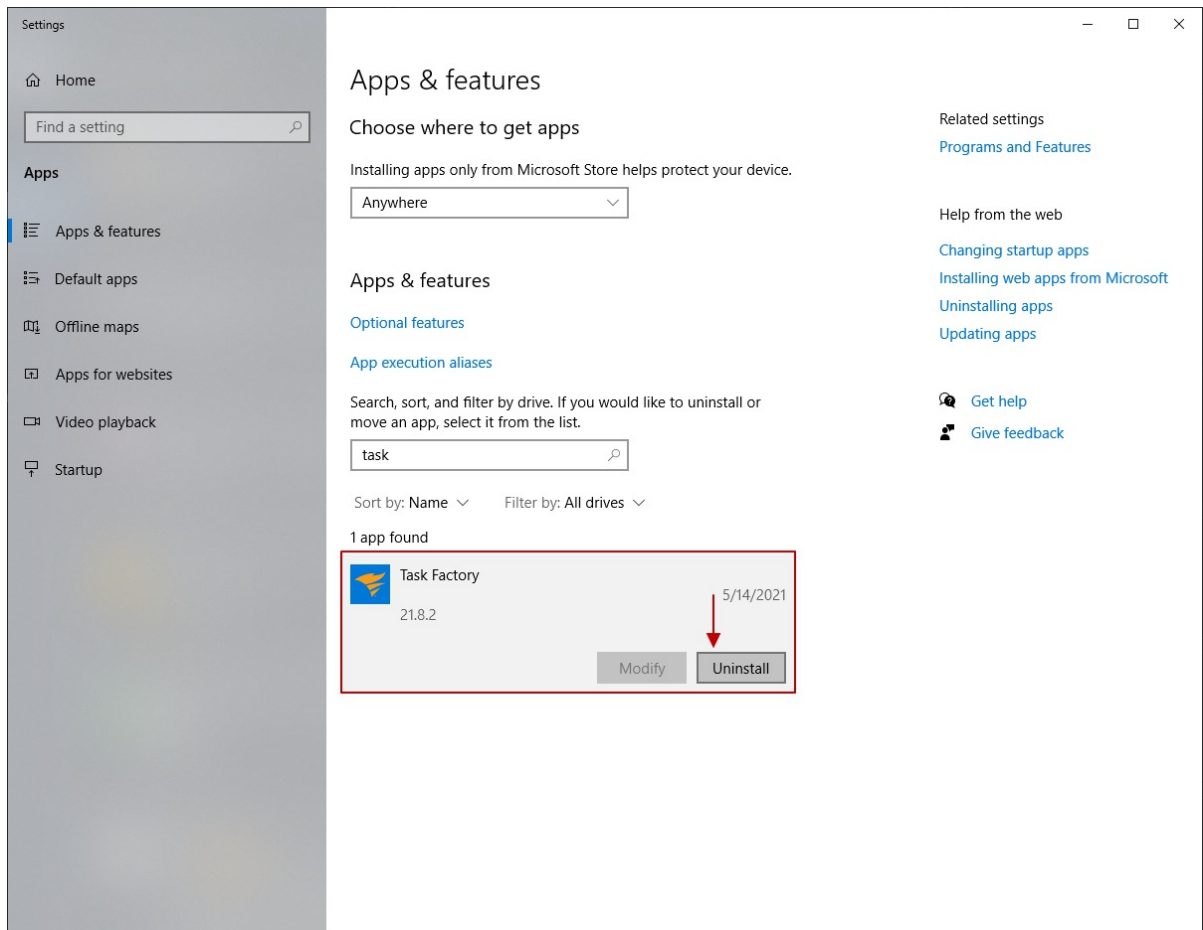 Settings
Home
Find a setting
Apps
Apps & features
Default apps
Offline maps
Apps for websites
Video playback
Startup
Apps & features
Choose where to get apps
Installing apps only from Microsoft Store helps protect your device.
Anywhere
Apps & features
Optional features
App execution aliases
Search, sort, and filter by drive. If you would like to uninstall or
move an app, select it from the list.
task
Sort by: Name
Filter by: All drives
1 app found
Task Factory
5/14/2021
21.8.2
Modify
Uninstall
Related settings
Programs and Features
Help from the web
Changing startup apps
Installing web apps from Microsoft
Uninstalling apps
Updating apps
Get help
Give feedback